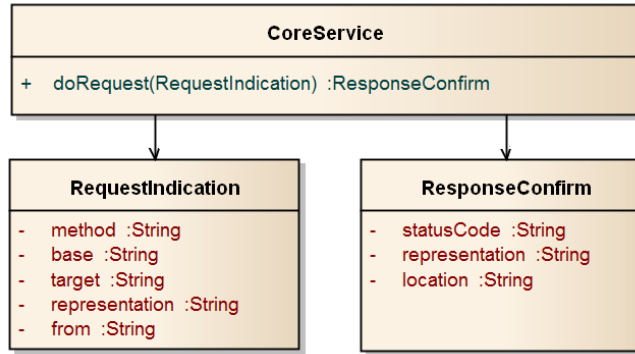 CoreService
+ doRequest(RequestIndication) :ResponseConfirm
RequestIndication
- method :String
- base :String
- target :String
- representation :String
- from :String
ResponseConfirm
- statusCode :String
- representation :String
- location :String